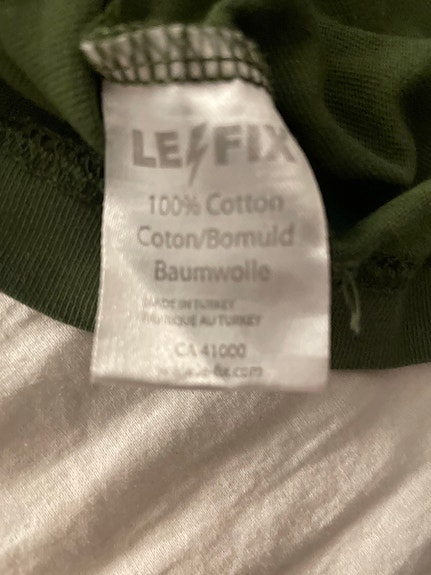 LE FIX
100% Cotton
Coton/Bomuld
Baumwolle
MADE IN TURKEY
FABRIQUE AU TURKEY
CA 41000